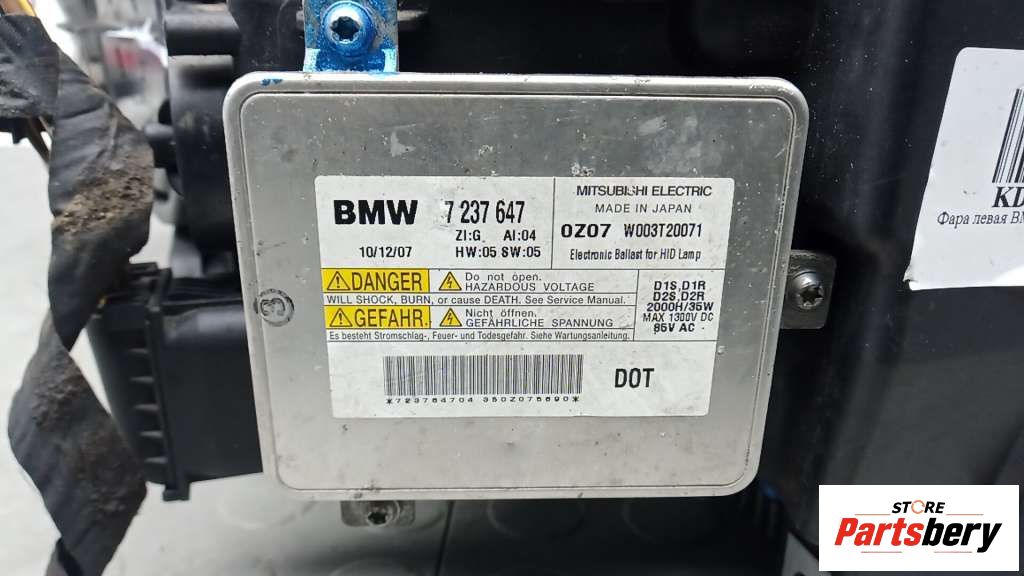 BMW 7 237 647
ZI:G AI:04
10/12/07 HW:05 SW:05
MITSUBISHI ELECTRIC
MADE IN JAPAN
0Z07 W003T20071
Electronic Ballast for HID Lamp
DANGER Do not open.
HAZARDOUS VOLTAGE
WILL SHOCK, BURN, or cause DEATH. See Service Manual.
GEFAHR. Nicht öffnen.
GEFÄHRLICHE SPANNUNG
Es besteht Stromschlag-, Feuer- und Todesgefahr. Siehe Wartungsanleitung.
D1S,D1R
D2S,D2R
2000H/35W
MAX 1300V DC
85V AC
*723764704 350Z075690*
DOT
3
KD
Фара левая
STORE
Partsbery